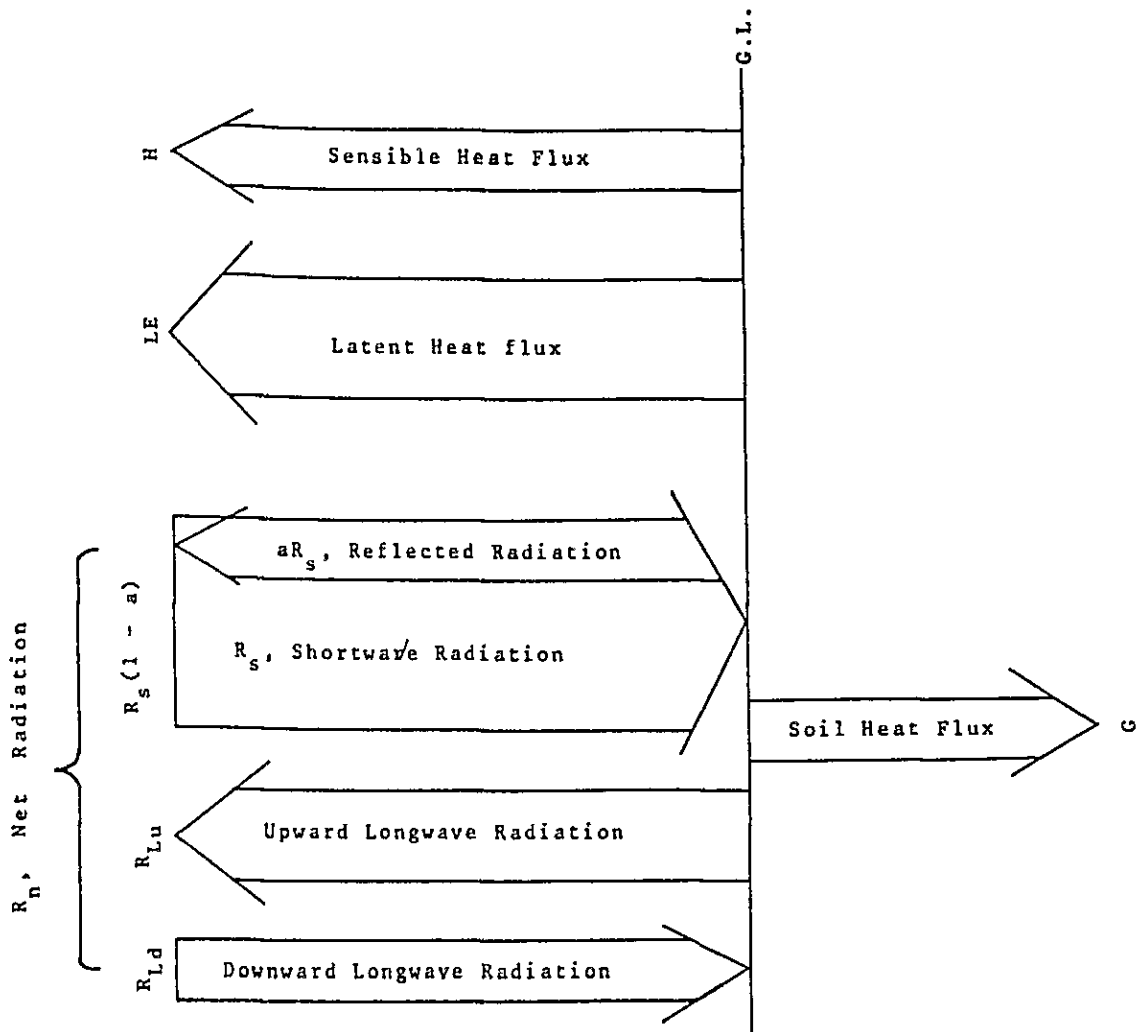 R_n, Net Radiation
R_Ld
R_Lu
R_s(1 - a)
LE
H
Downward Longwave Radiation
Upward Longwave Radiation
R_s, Shortwave Radiation
aR_s, Reflected Radiation
Latent Heat flux
Sensible Heat Flux
G.L.
Soil Heat Flux
G